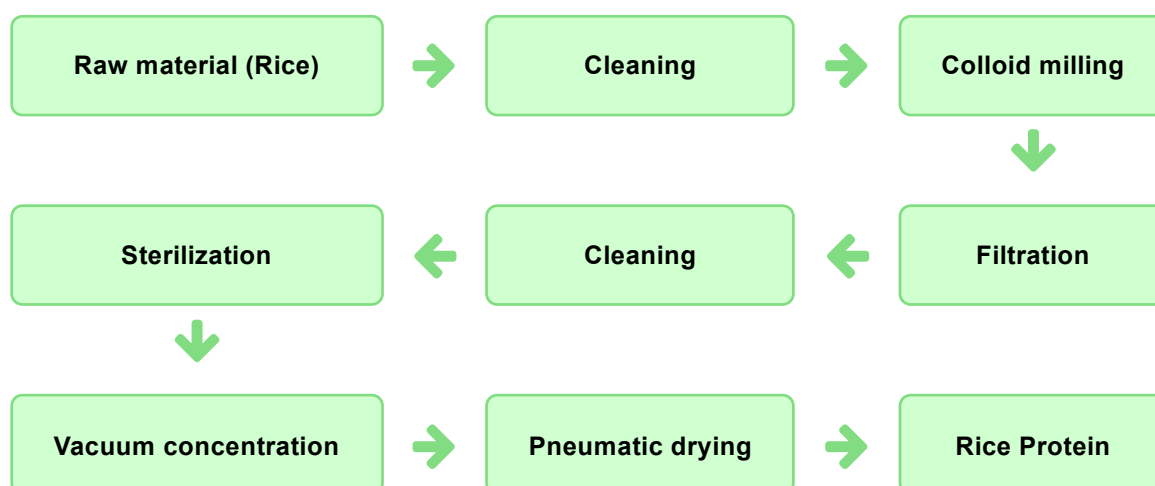 Raw material (Rice)
Cleaning
Colloid milling
Filtration
Cleaning
Sterilization
Vacuum concentration
Pneumatic drying
Rice Protein